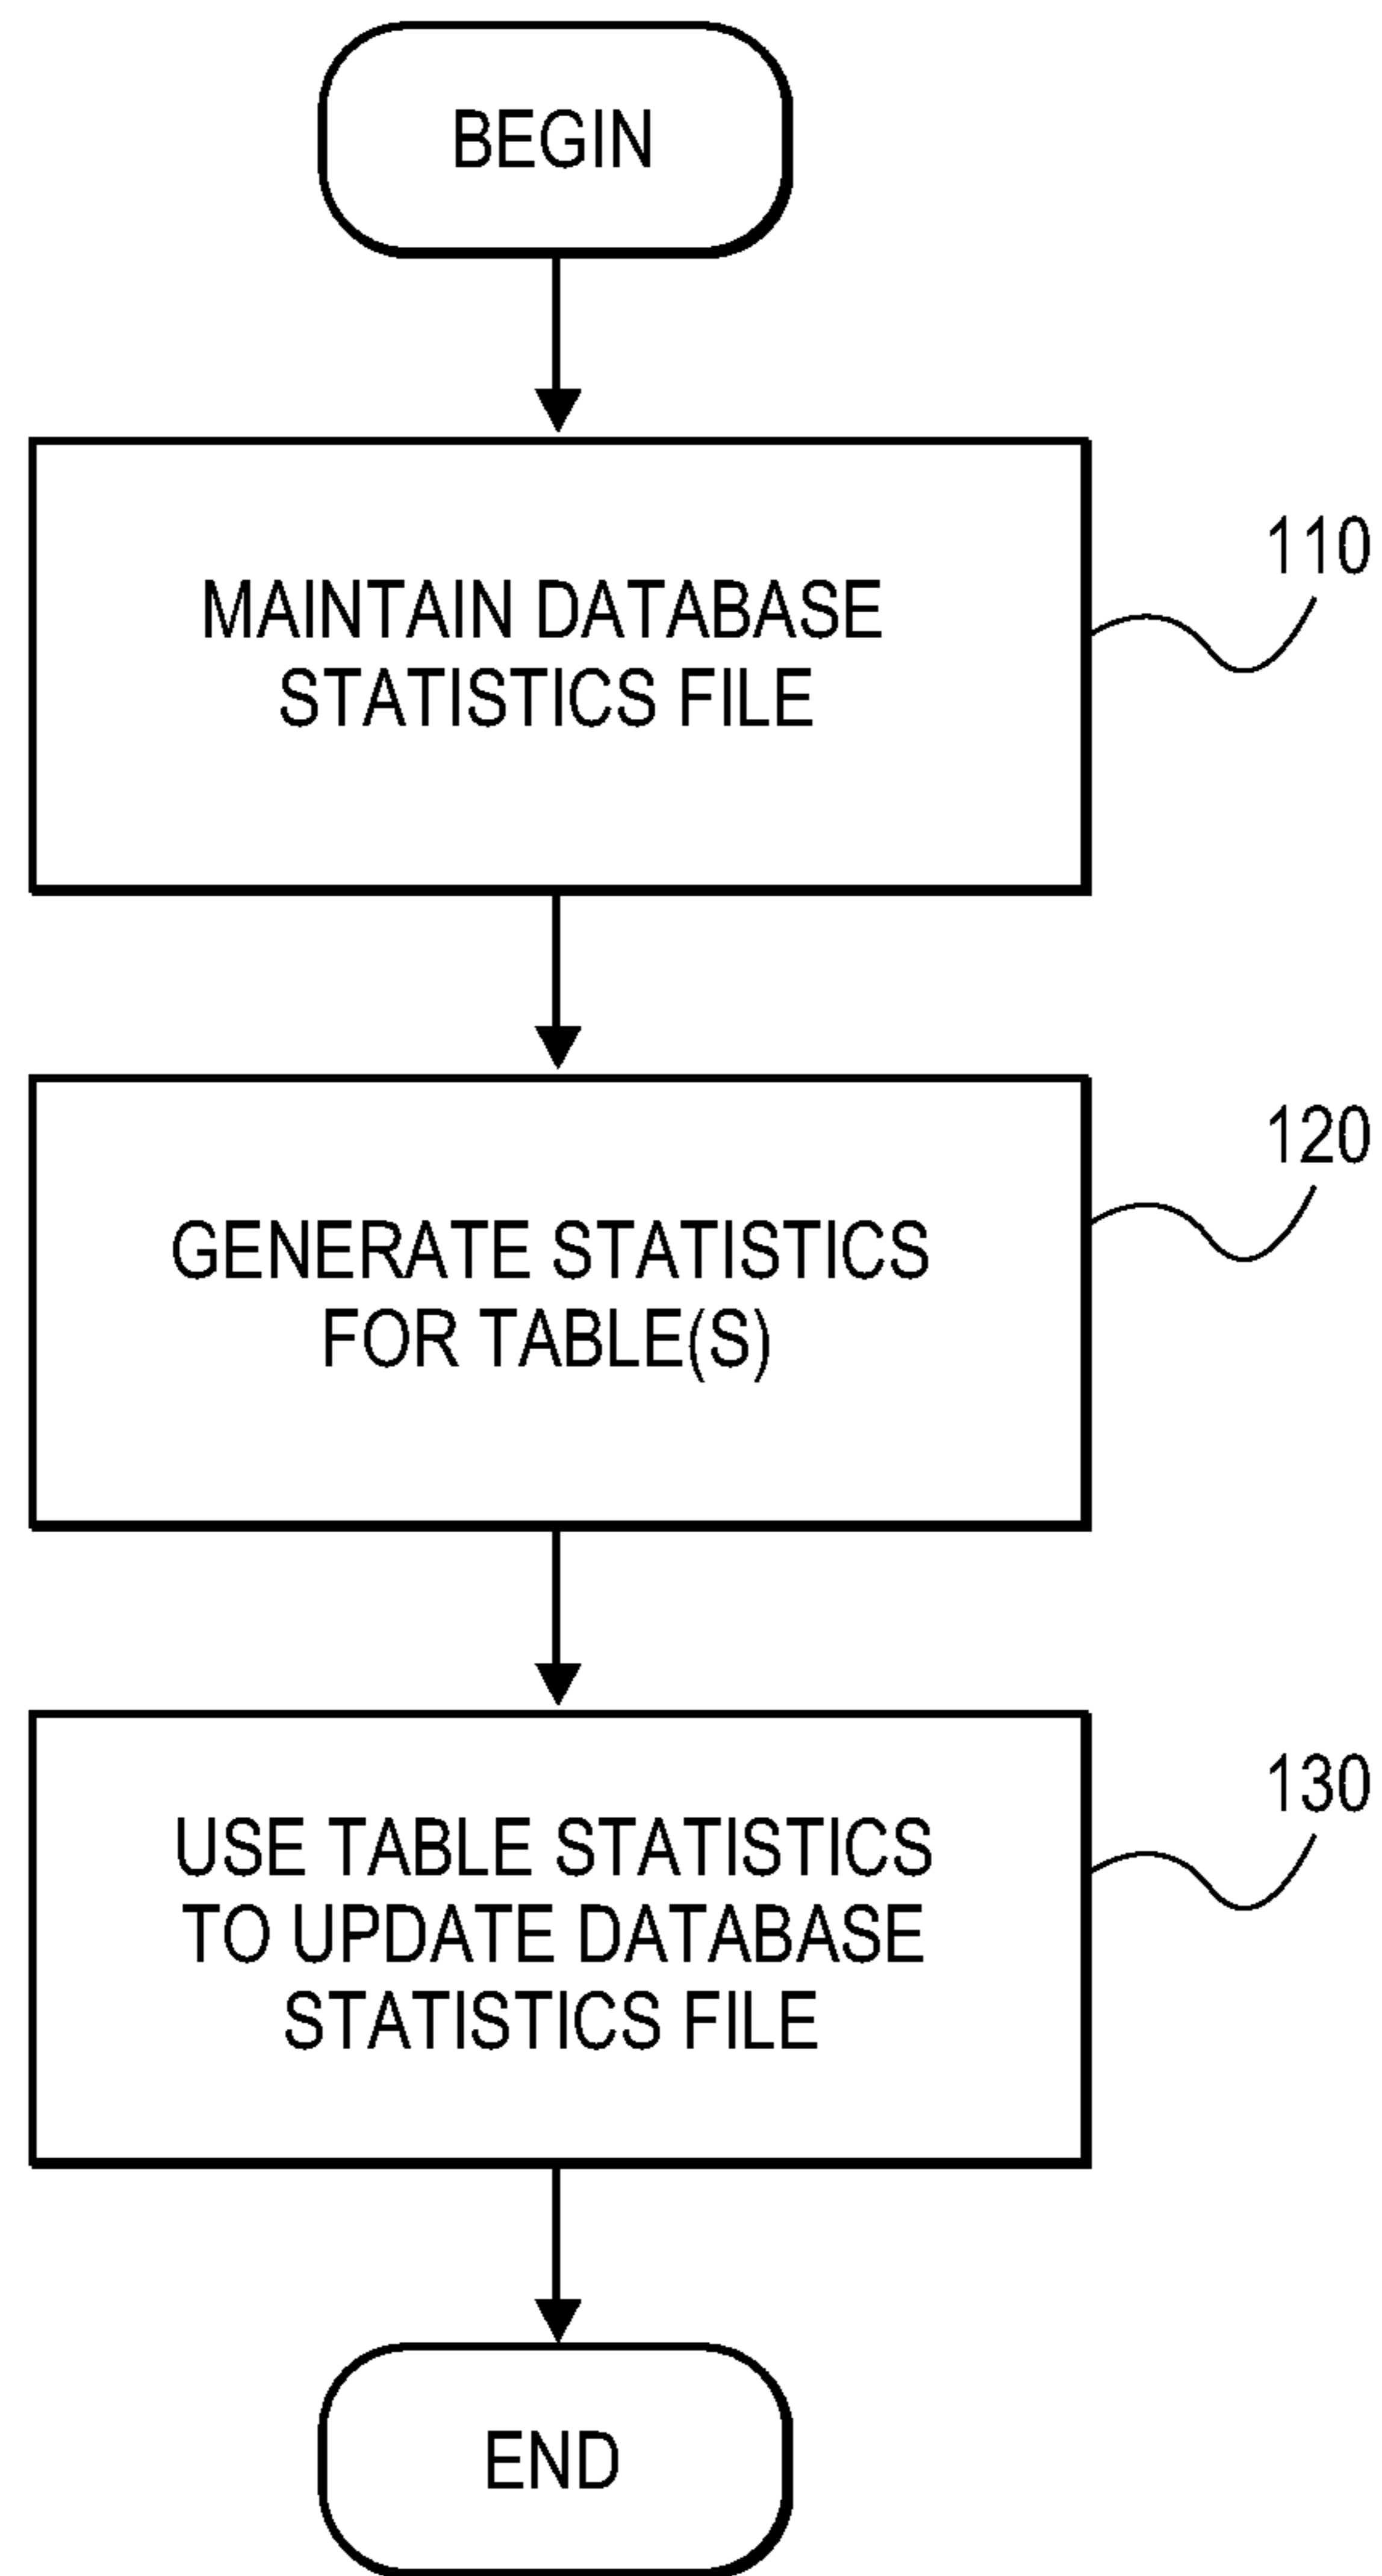 BEGIN
MAINTAIN DATABASE
STATISTICS FILE
110
GENERATE STATISTICS
FOR TABLE(S)
120
USE TABLE STATISTICS
TO UPDATE DATABASE
STATISTICS FILE
130
END